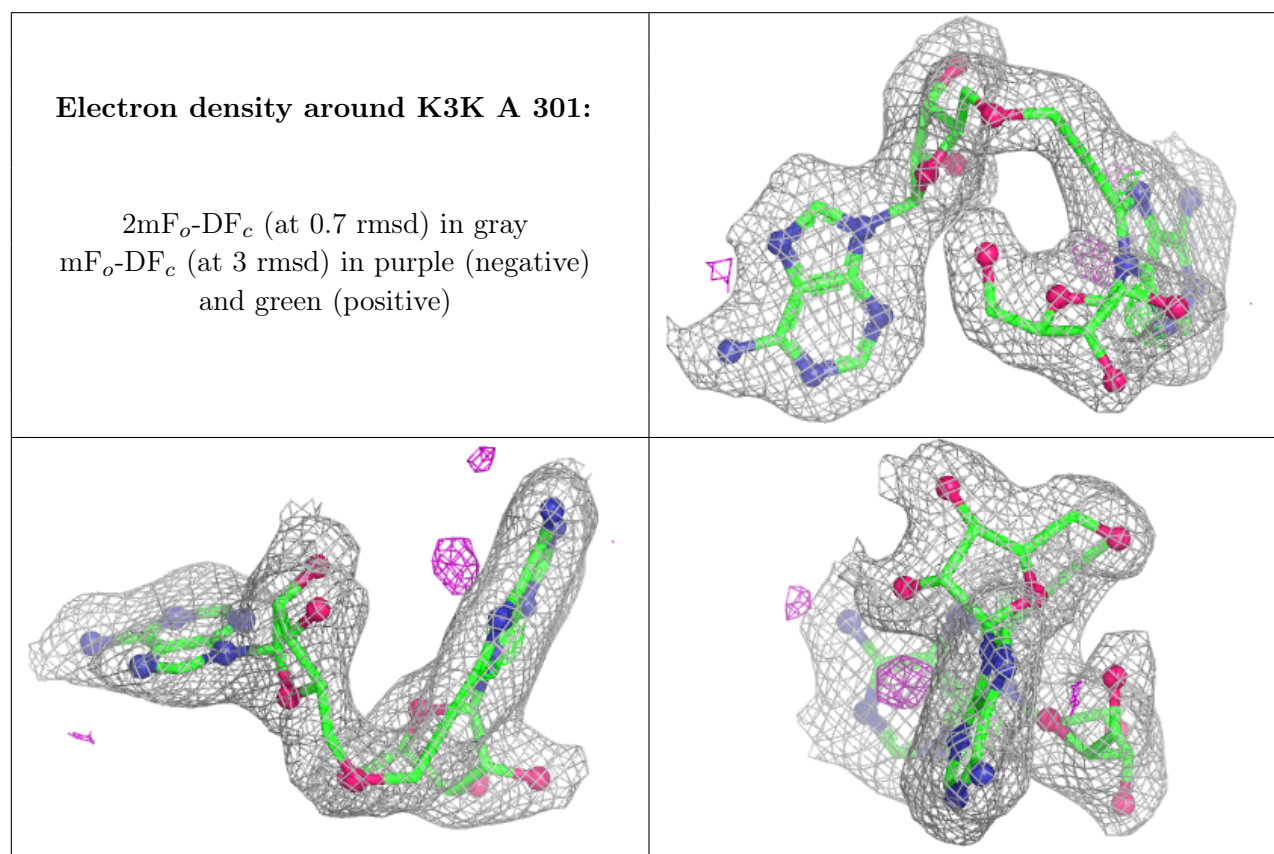 Electron density around K3K A 301:
2mFₒ-DF𝒸 (at 0.7 rmsd) in gray
mFₒ-DF𝒸 (at 3 rmsd) in purple (negative)
and green (positive)